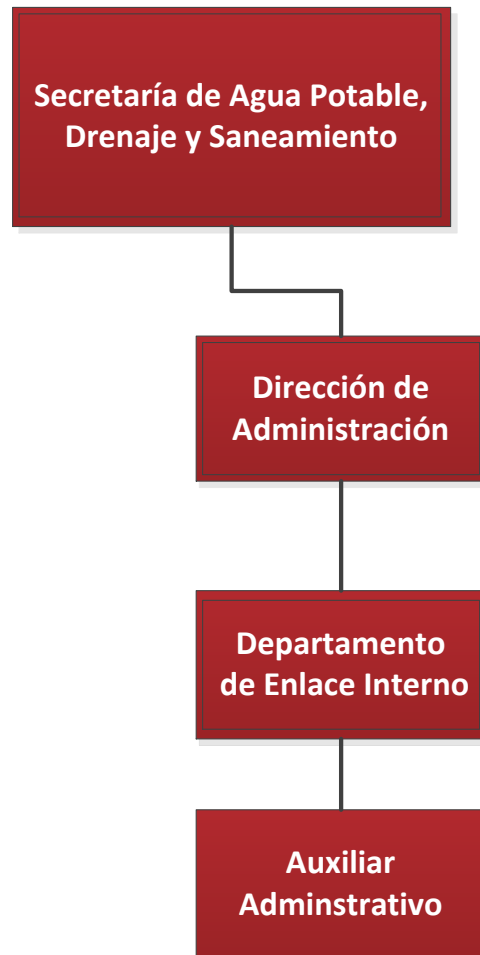 Secretaría de Agua Potable,
Drenaje y Saneamiento
Dirección de
Administración
Departamento
de Enlace Interno
Auxiliar
Adminstrativo